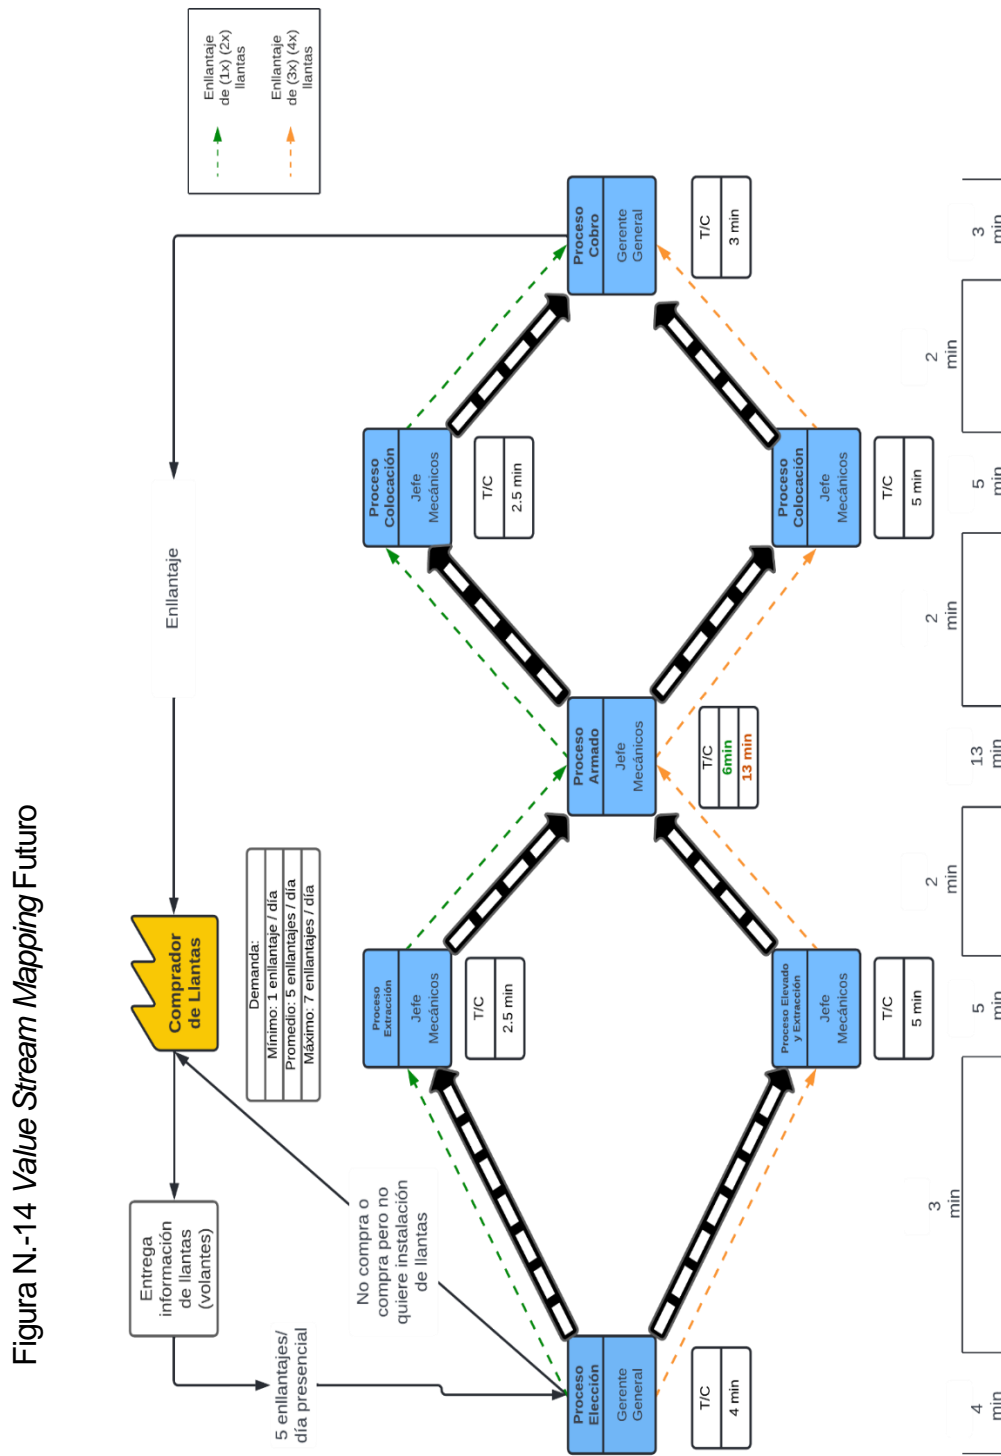 Figura N.-14 Value Stream Mapping Futuro
Entrega
información
de llantas
(volantes)
Comprador
de Llantas
Enllantaje
Enllantaje
de (1x) (2x)
llantas
Enllantaje
de (3x) (4x)
llantas
5 enllantajes/
día presencial
No compra o
compra pero no
quiere instalación
de llantas
Demanda:
Mínimo: 1 enllantaje / día
Promedio: 5 enllantajes / día
Máximo: 7 enllantajes / día
Proceso
Extracción
Jefe
Mecánicos
T/C
2.5 min
Proceso
Colocación
Jefe
Mecánicos
T/C
2.5 min
Proceso
Elección
Gerente
General
T/C
4 min
Proceso
Armado
Jefe
Mecánicos
T/C
6min
13 min
Proceso
Cobro
Gerente
General
T/C
3 min
Proceso Elevado
y Extracción
Jefe
Mecánicos
T/C
5 min
Proceso
Colocación
Jefe
Mecánicos
T/C
5 min
3
min
2
min
2
min
2
min
4
min
5
min
13
min
5
min
3
min